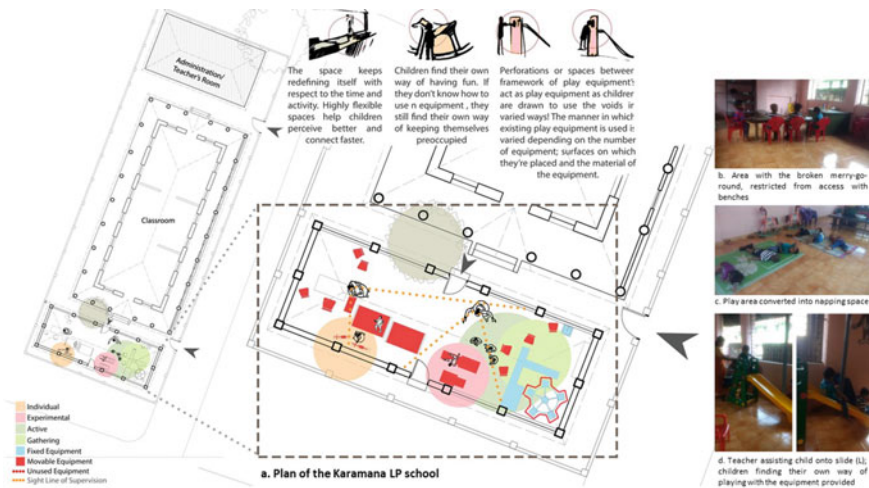 The space keeps
redefining itself with
respect to the time and
activity. Highly flexible
spaces help children
perceive better and
connect faster.
Children find their own
way of having fun. If
they don't know how to
use n equipment , they
still find their own way
of keeping themselves
preoccupied
Perforations or spaces betweer
framework of play equipment's
act as play equipment as children
are drawn to use the voids in
varied ways! The manner in which
existing play equipment is used is
varied depending on the number
of equipment; surfaces on which
they're placed and the material of
the equipment.
Administration/
Teacher's Room
Classroom
Individual
Experimental
Active
Gathering
Fixed Equipment
Movable Equipment
Unused Equipment
Sight Line of Supervision
a. Plan of the Karamana LP school
b. Area with the broken merry-go-
round, restricted from access with
benches
c. Play area converted into napping space
d. Teacher assisting child onto slide (L);
children finding their own way of
playing with the equipment provided